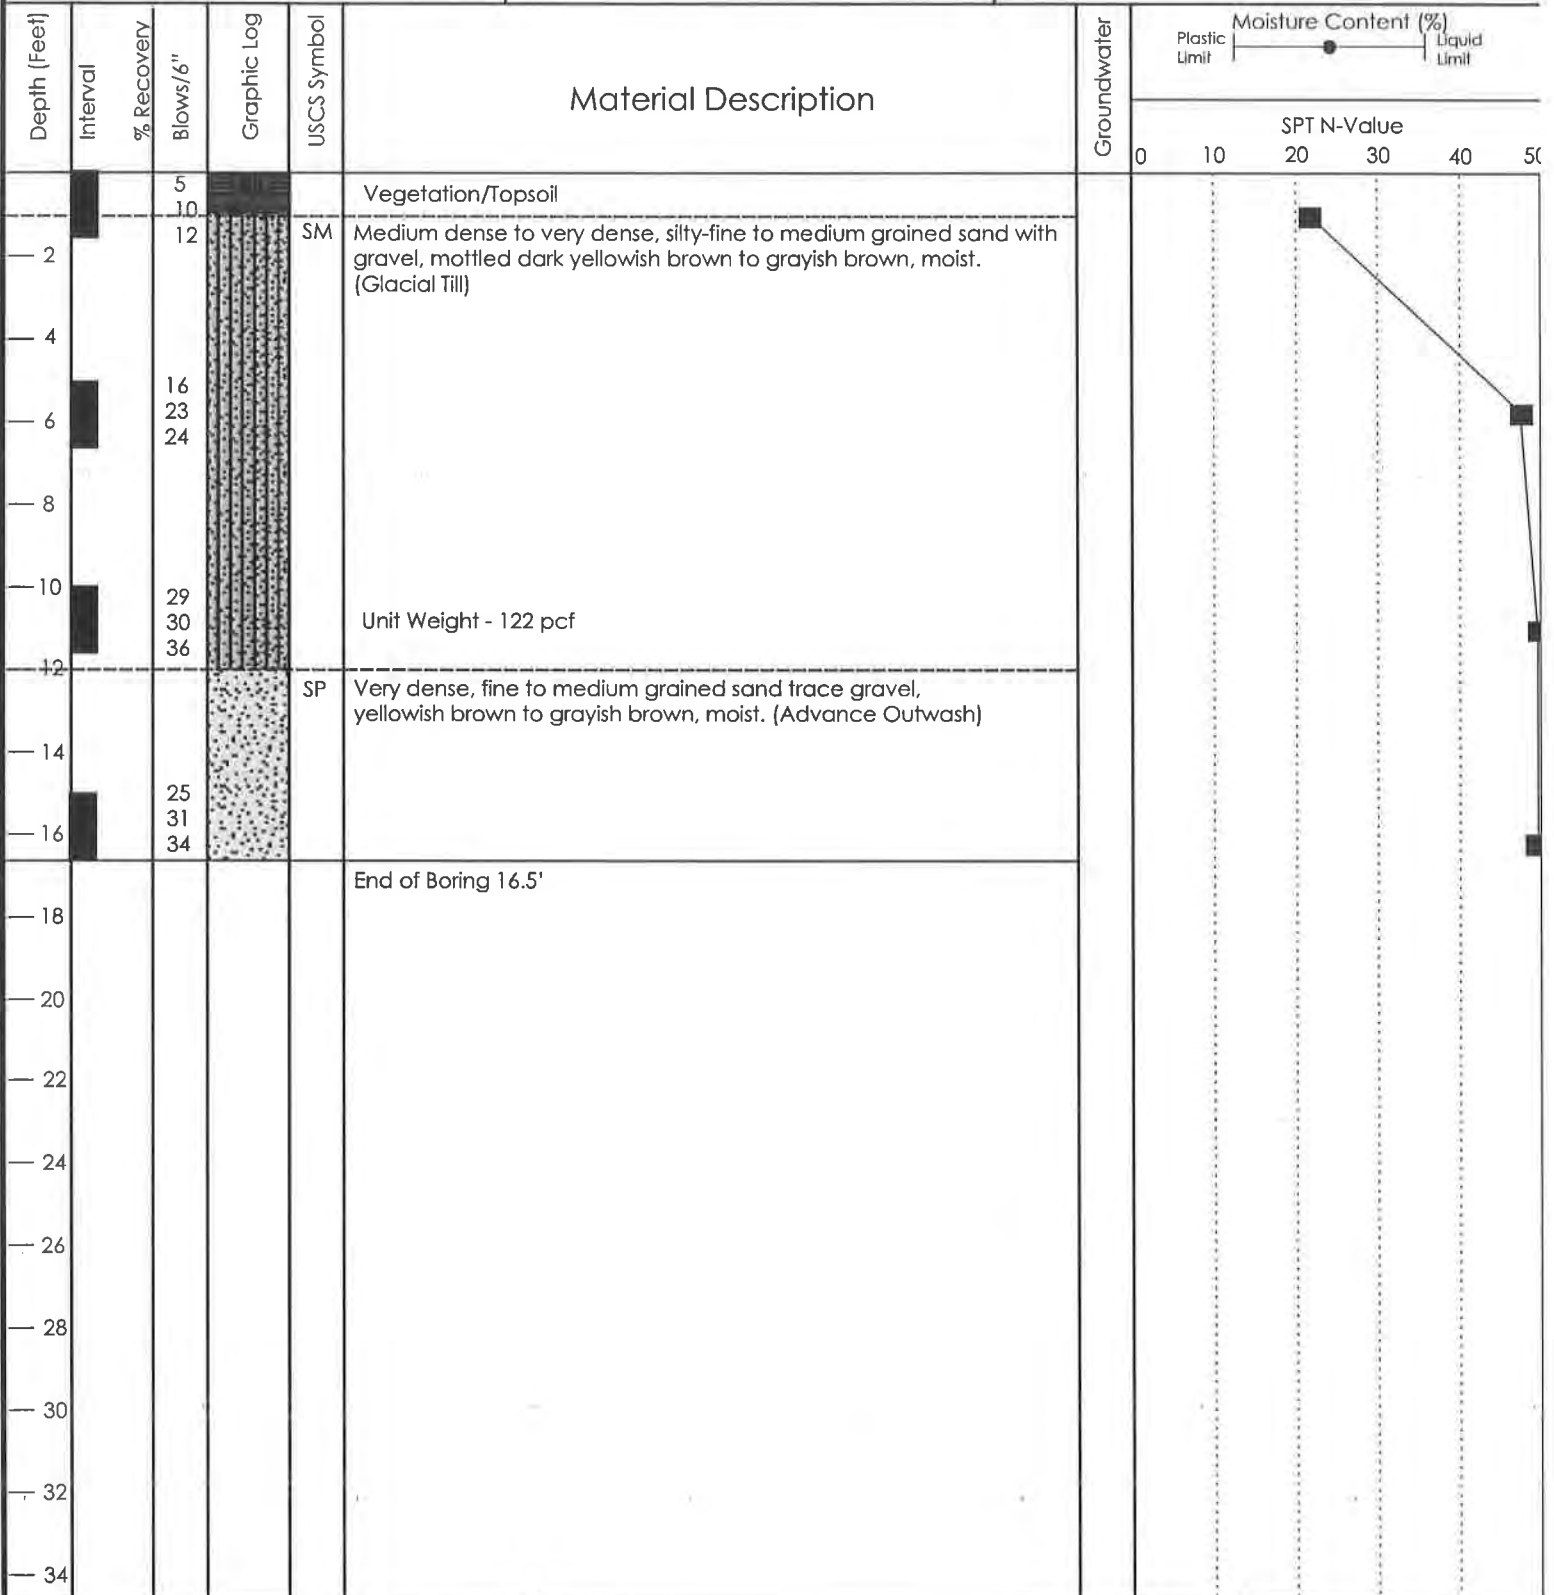 Depth (Feet)
Interval
% Recovery
Blows/6"
Graphic Log
USCS Symbol
Material Description
Groundwater
Moisture Content (%)
Plastic Limit
Liquid Limit
SPT N-Value
0 10 20 30 40 50
5
10
12
Vegetation/Topsoil
SM
Medium dense to very dense, silty-fine to medium grained sand with
gravel, mottled dark yellowish brown to grayish brown, moist.
(Glacial Till)
2
4
16
23
24
6
8
10
29
30
36
Unit Weight - 122 pcf
12
SP
Very dense, fine to medium grained sand trace gravel,
yellowish brown to grayish brown, moist. (Advance Outwash)
14
25
31
34
16
End of Boring 16.5'
18
20
22
24
26
28
30
32
34